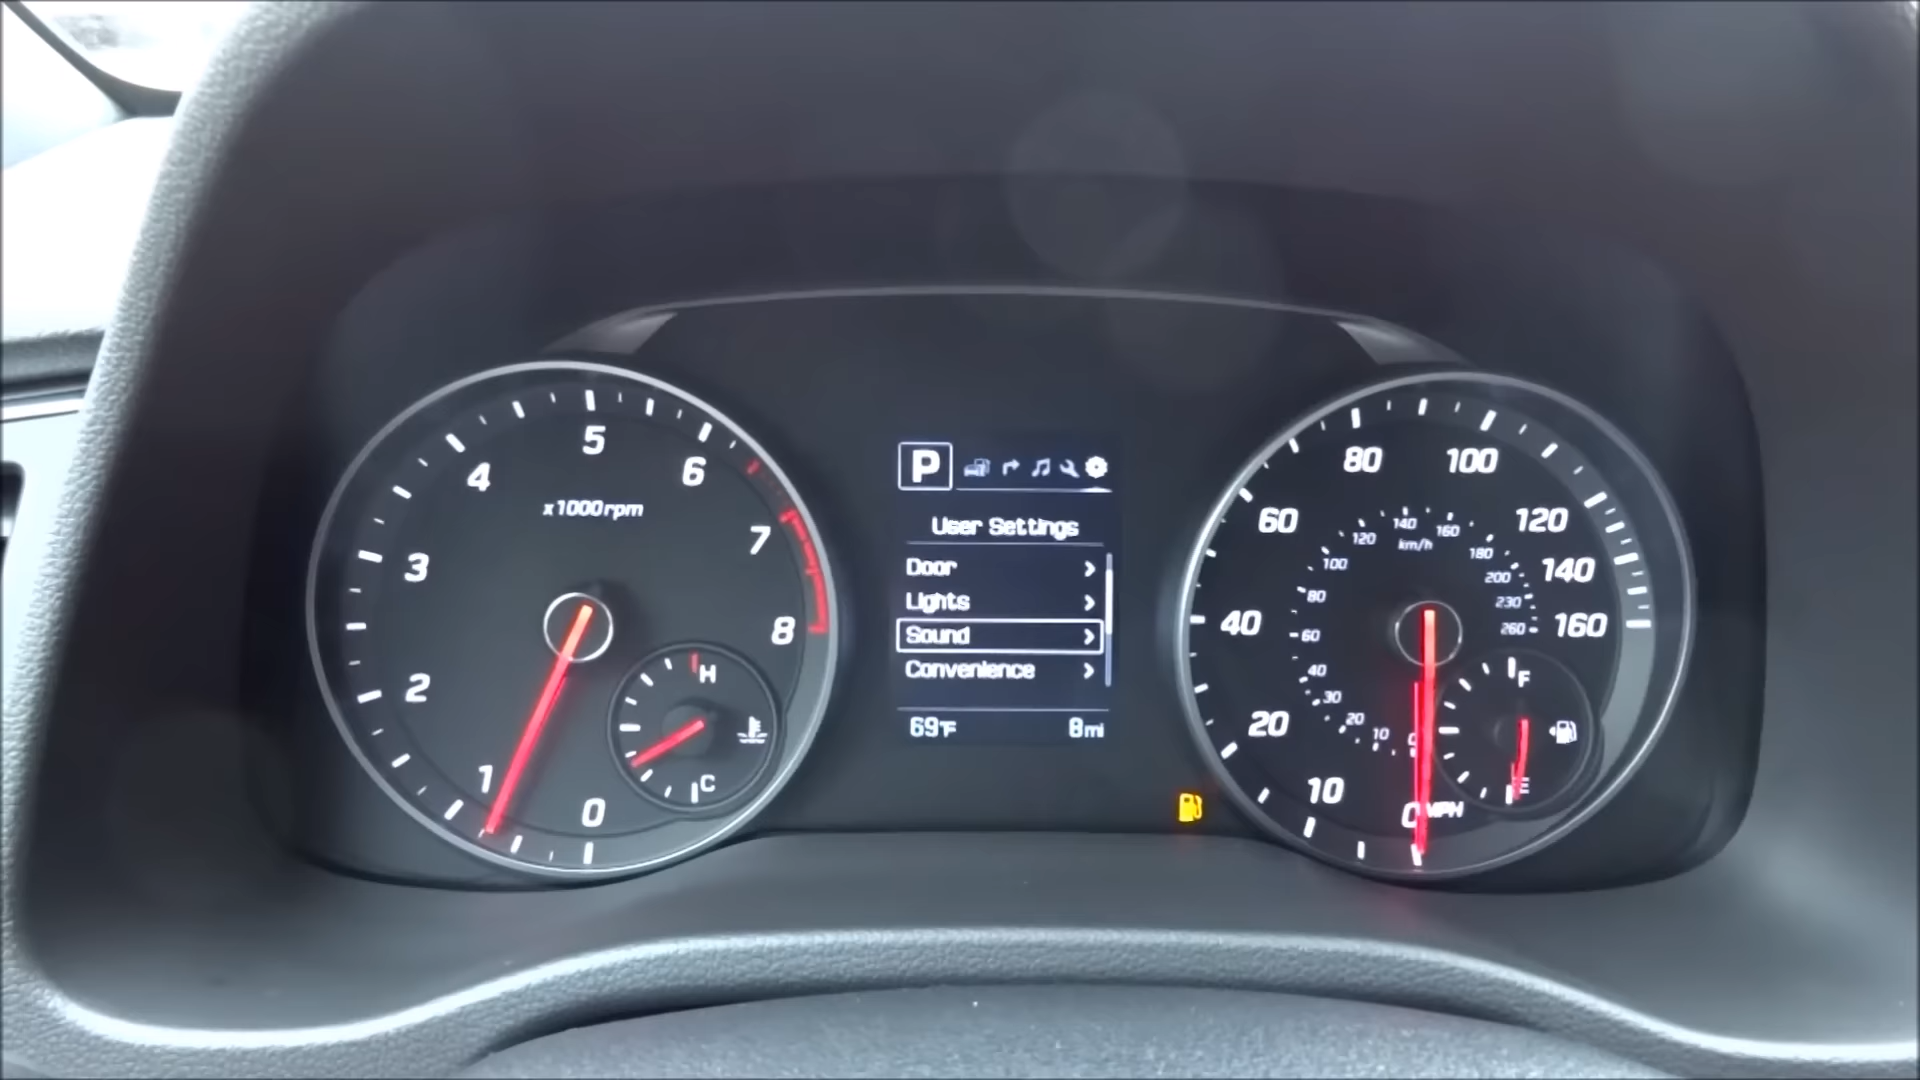 5
4
6
x1000rpm
3
7
2
8
1
0
H
C
P
User Settings
Door
Lights
Sound
Convenience
69°F
8mi
80
100
60
120
40
140
20
160
10
0
MPH
140
120
160
km/h
100
180
80
200
60
230
260
40
30
20
10
F
E